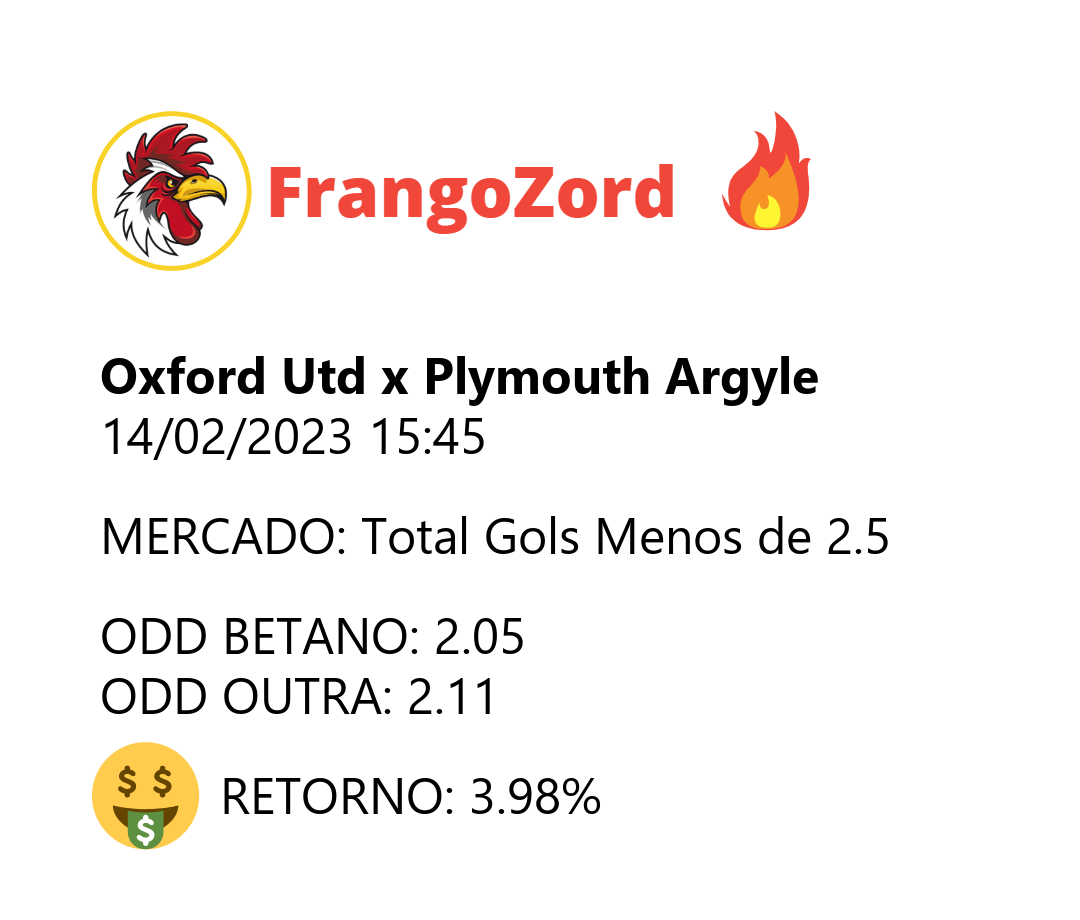 FrangoZord
Oxford Utd x Plymouth Argyle
14/02/2023 15:45
MERCADO: Total Gols Menos de 2.5
ODD BETANO: 2.05
ODD OUTRA: 2.11
RETORNO: 3.98%